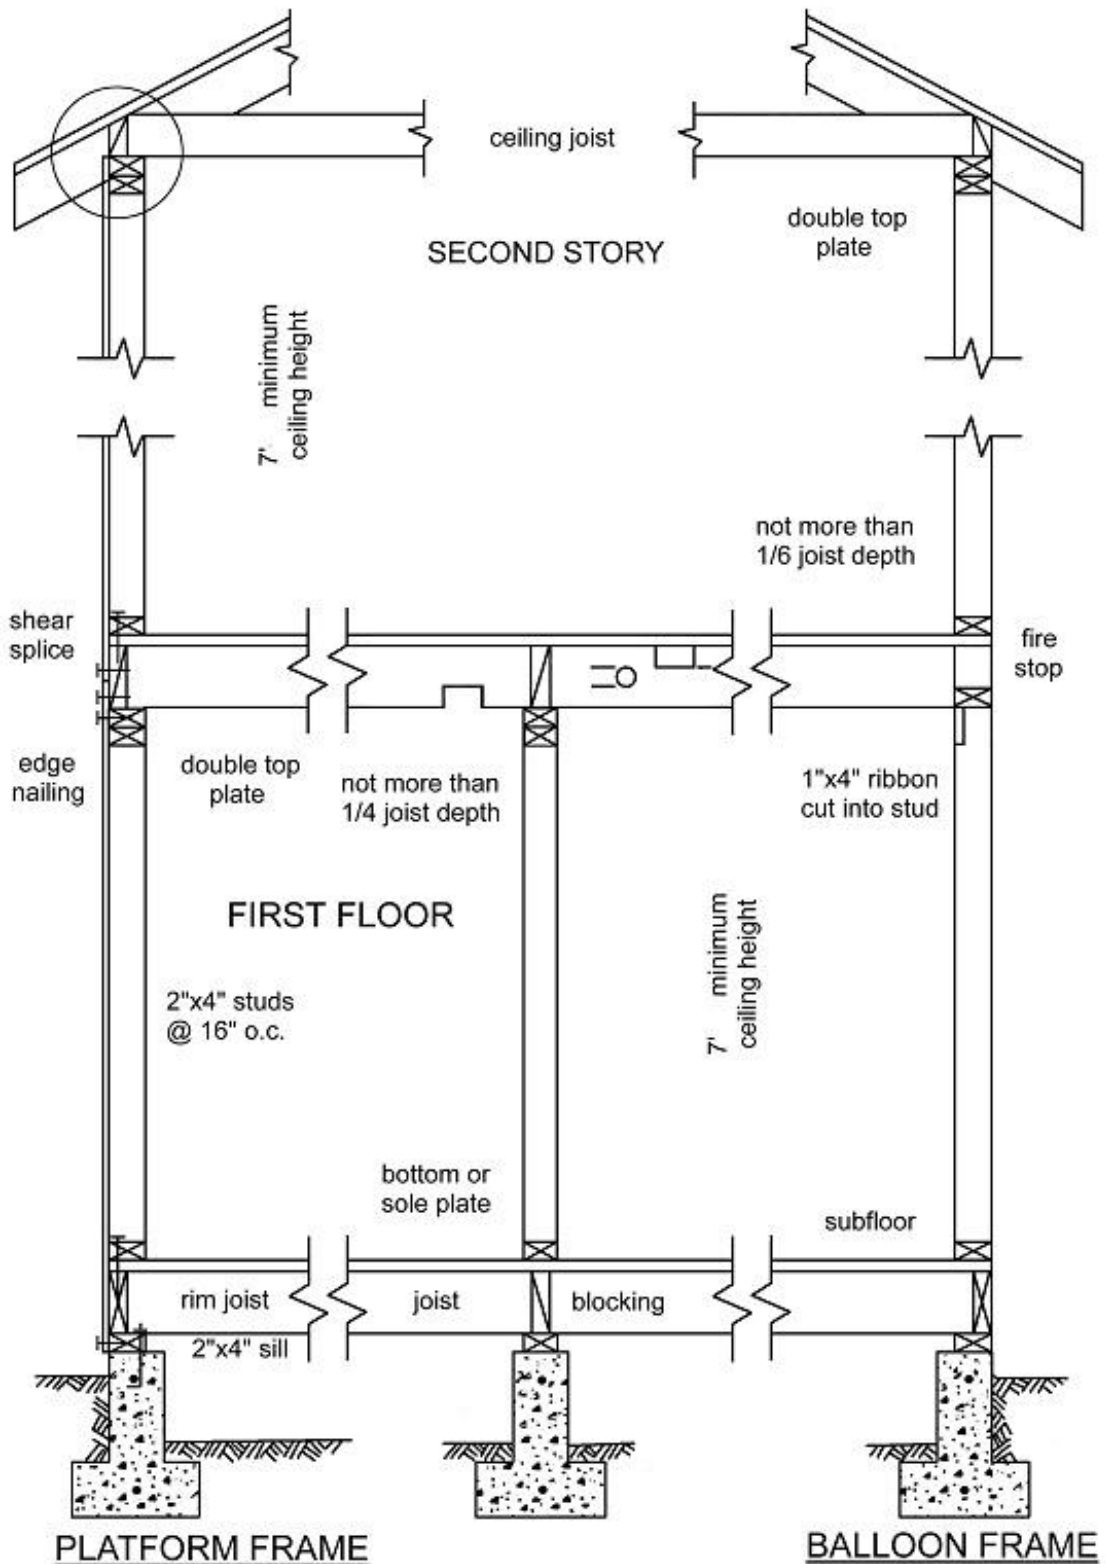 ceiling joist
double top
plate
SECOND STORY
7' minimum
ceiling height
not more than
1/6 joist depth
shear
splice
fire
stop
edge
nailing
double top
plate
not more than
1/4 joist depth
1"x4" ribbon
cut into stud
FIRST FLOOR
7' minimum
ceiling height
2"x4" studs
@ 16" o.c.
bottom or
sole plate
subfloor
rim joist
joist
blocking
2"x4" sill
PLATFORM FRAME
BALLOON FRAME